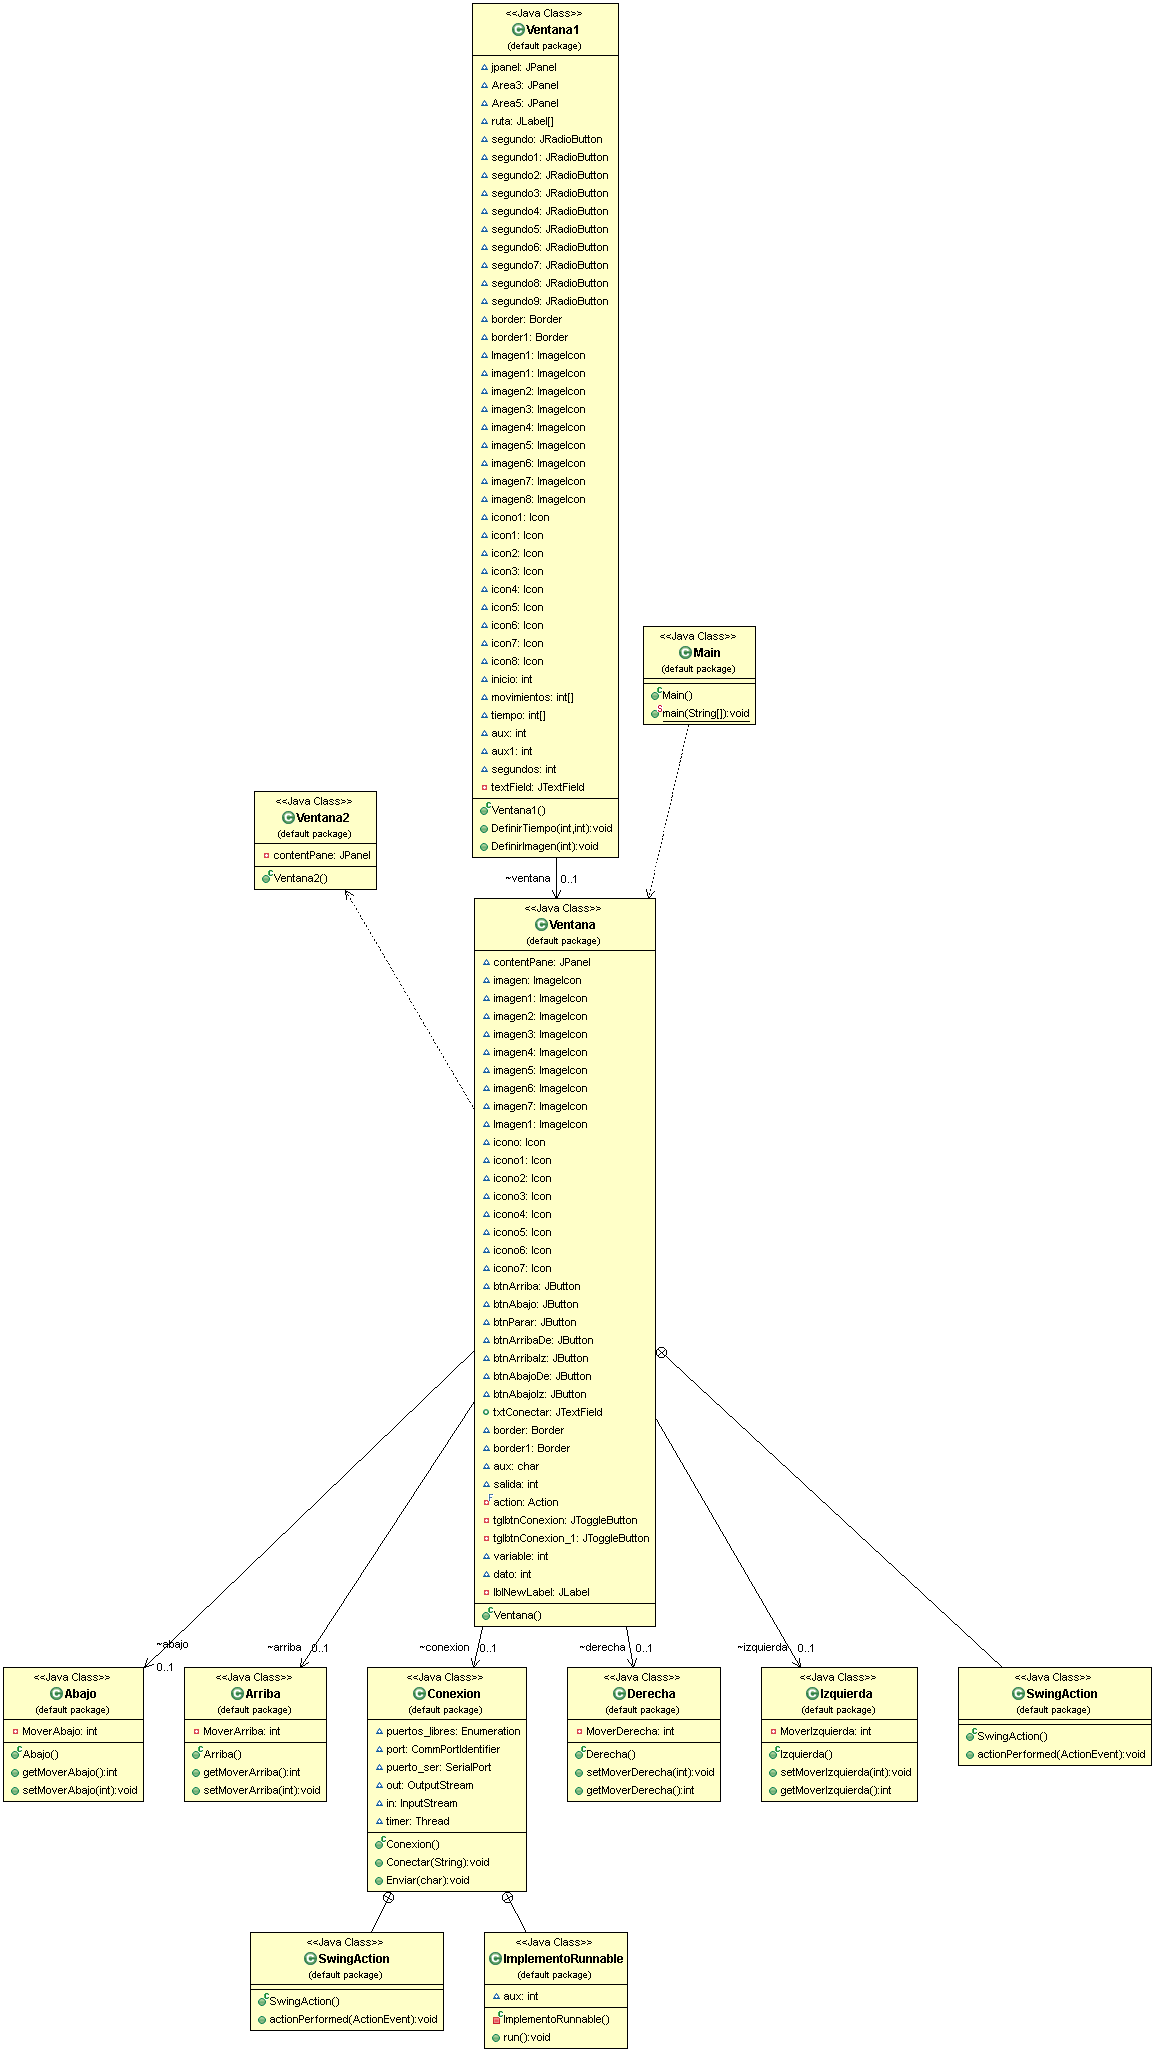 <<Java Class>>
Ventana1
(default package)
jpanel: JPanel
Area3: JPanel
Area5: JPanel
ruta: JLabel[]
segundo: JRadioButton
segundo1: JRadioButton
segundo2: JRadioButton
segundo3: JRadioButton
segundo4: JRadioButton
segundo5: JRadioButton
segundo6: JRadioButton
segundo7: JRadioButton
segundo8: JRadioButton
segundo9: JRadioButton
border: Border
border1: Border
Imagen1: ImageIcon
imagen1: ImageIcon
imagen2: ImageIcon
imagen3: ImageIcon
imagen4: ImageIcon
imagen5: ImageIcon
imagen6: ImageIcon
imagen7: ImageIcon
imagen8: ImageIcon
icono1: Icon
icon1: Icon
icon2: Icon
icon3: Icon
icon4: Icon
icon5: Icon
icon6: Icon
icon7: Icon
icon8: Icon
inicio: int
movimientos: int[]
tiempo: int[]
aux: int
aux1: int
segundos: int
textField: JTextField
Ventana1()
DefinirTiempo(int,int):void
DefinirImagen(int):void
<<Java Class>>
Main
(default package)
Main()
main(String[]):void
<<Java Class>>
Ventana2
(default package)
contentPane: JPanel
Ventana2()
~ventana 0..1
<<Java Class>>
Ventana
(default package)
contentPane: JPanel
imagen: ImageIcon
imagen1: ImageIcon
imagen2: ImageIcon
imagen3: ImageIcon
imagen4: ImageIcon
imagen5: ImageIcon
imagen6: ImageIcon
imagen7: ImageIcon
Imagen1: ImageIcon
icono: Icon
icono1: Icon
icono2: Icon
icono3: Icon
icono4: Icon
icono5: Icon
icono6: Icon
icono7: Icon
btnArriba: JButton
btnAbajo: JButton
btnParar: JButton
btnArribaDe: JButton
btnArribaIz: JButton
btnAbajoDe: JButton
btnAbajoIz: JButton
txtConectar: JTextField
border: Border
border1: Border
aux: char
salida: int
action: Action
tglbtnConexion: JToggleButton
tglbtnConexion_1: JToggleButton
variable: int
dato: int
lblNewLabel: JLabel
Ventana()
~abajo 0..1
~arriba 0..1
~conexion 0..1
~derecha 0..1
~izquierda 0..1
<<Java Class>>
Abajo
(default package)
MoverAbajo: int
Abajo()
getMoverAbajo():int
setMoverAbajo(int):void
<<Java Class>>
Arriba
(default package)
MoverArriba: int
Arriba()
getMoverArriba():int
setMoverArriba(int):void
<<Java Class>>
Conexion
(default package)
puertos_libres: Enumeration
port: CommPortIdentifier
puerto_ser: SerialPort
out: OutputStream
in: InputStream
timer: Thread
Conexion()
Conectar(String):void
Enviar(char):void
<<Java Class>>
Derecha
(default package)
MoverDerecha: int
Derecha()
setMoverDerecha(int):void
getMoverDerecha():int
<<Java Class>>
Izquierda
(default package)
MoverIzquierda: int
Izquierda()
setMoverIzquierda(int):void
getMoverIzquierda():int
<<Java Class>>
SwingAction
(default package)
SwingAction()
actionPerformed(ActionEvent):void
<<Java Class>>
SwingAction
(default package)
SwingAction()
actionPerformed(ActionEvent):void
<<Java Class>>
ImplementoRunnable
(default package)
aux: int
ImplementoRunnable()
run():void